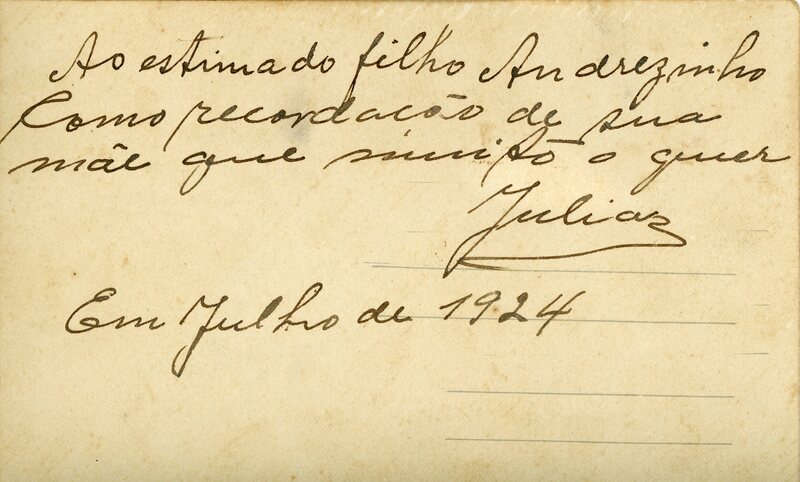 Ao estimado filho Andrezinho
Como recordação de sua
mãe que muito o quer
Julia
Em Julho de 1924